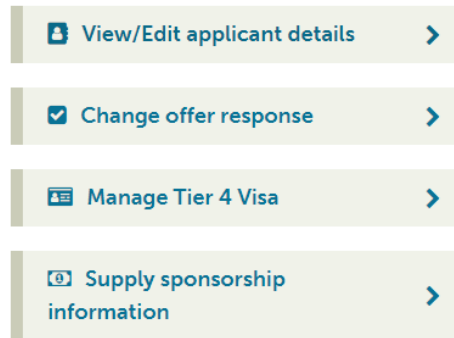 View/Edit applicant details
Change offer response
Manage Tier 4 Visa
Supply sponsorship
information